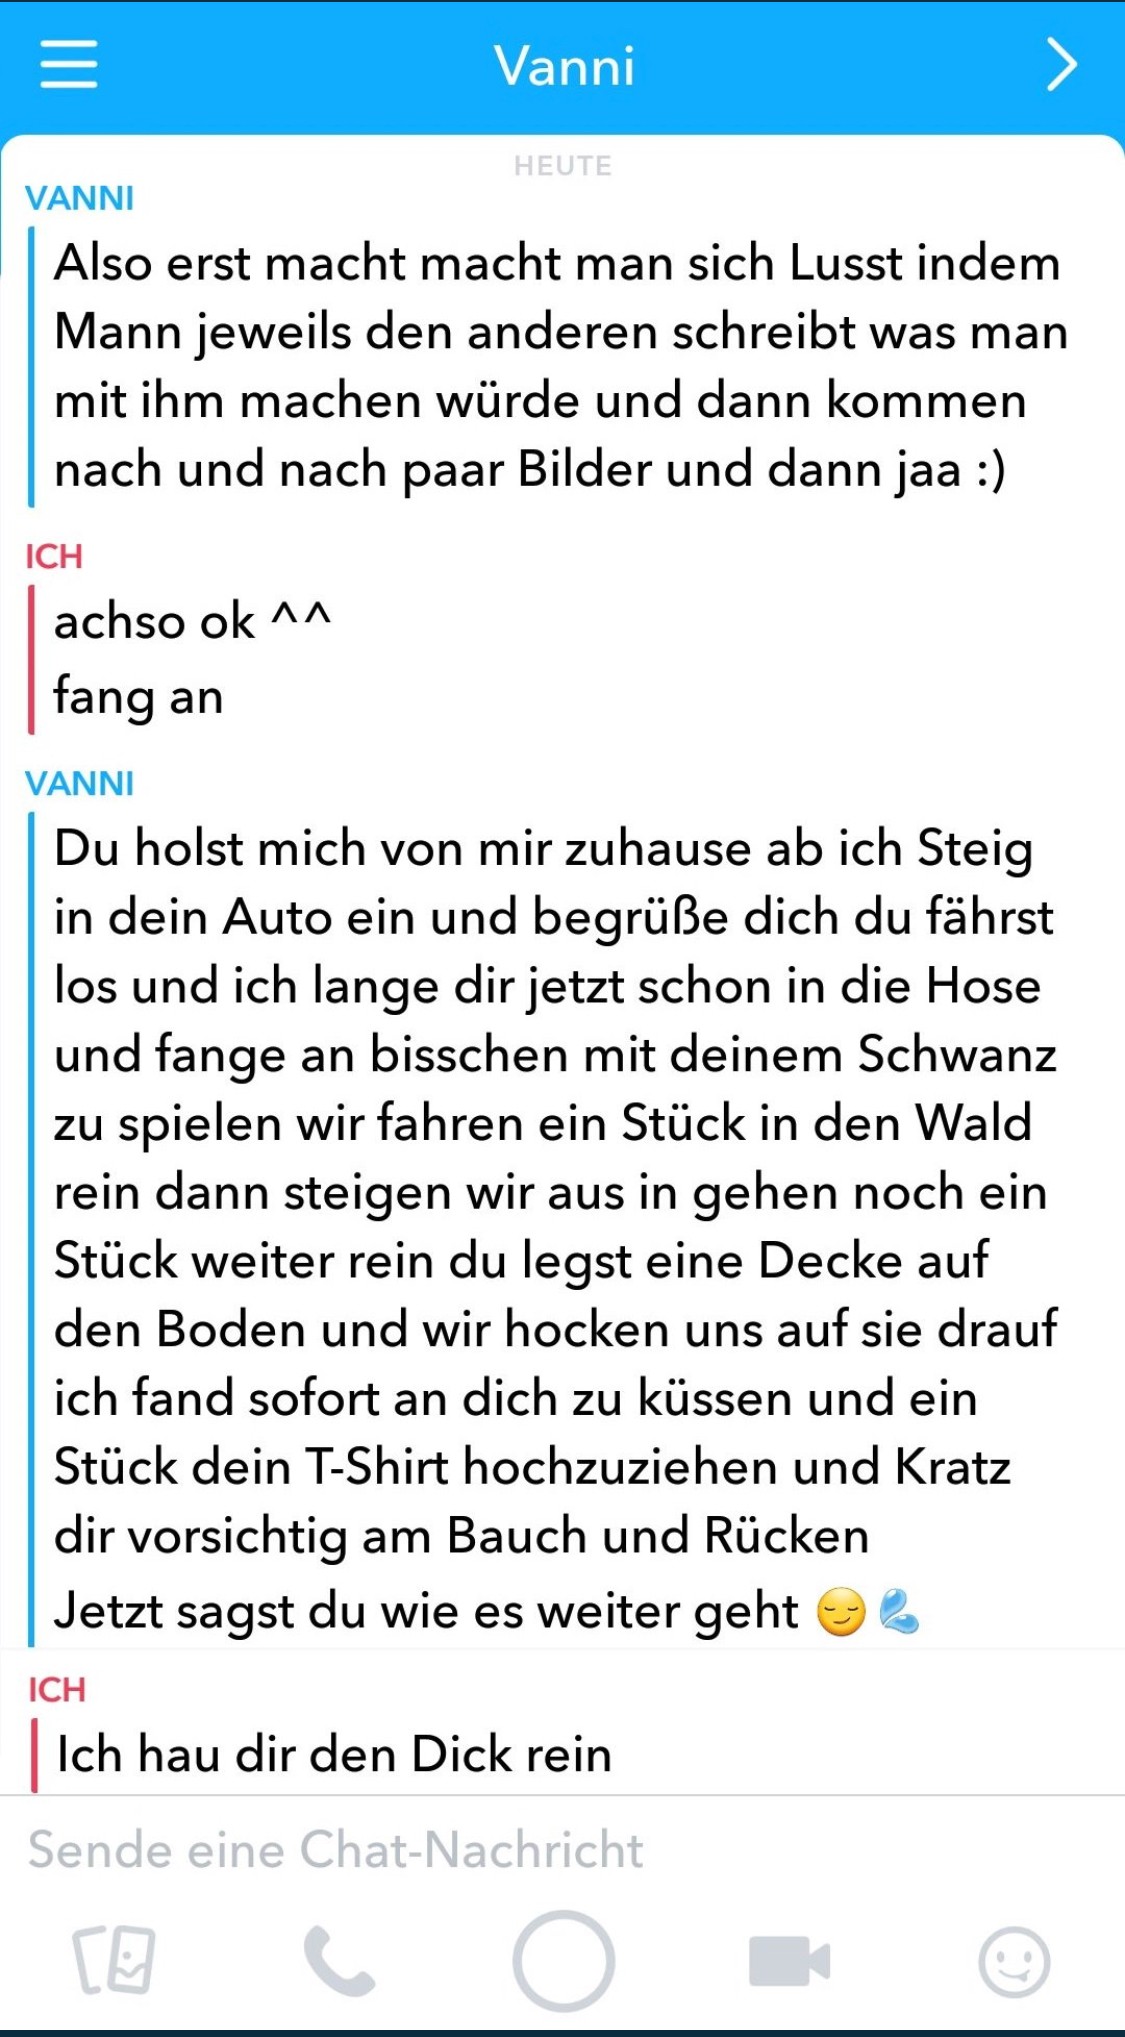 Vanni
HEUTE
VANNI
Also erst macht macht man sich Lusst indem
Mann jeweils den anderen schreibt was man
mit ihm machen würde und dann kommen
nach und nach paar Bilder und dann jaa :)
ICH
achso ok ^^
fang an
VANNI
Du holst mich von mir zuhause ab ich Steig
in dein Auto ein und begrüße dich du fährst
los und ich lange dir jetzt schon in die Hose
und fange an bisschen mit deinem Schwanz
zu spielen wir fahren ein Stück in den Wald
rein dann steigen wir aus in gehen noch ein
Stück weiter rein du legst eine Decke auf
den Boden und wir hocken uns auf sie drauf
ich fand sofort an dich zu küssen und ein
Stück dein T-Shirt hochzuziehen und Kratz
dir vorsichtig am Bauch und Rücken
Jetzt sagst du wie es weiter geht 😏💦
ICH
Ich hau dir den Dick rein
Sende eine Chat-Nachricht